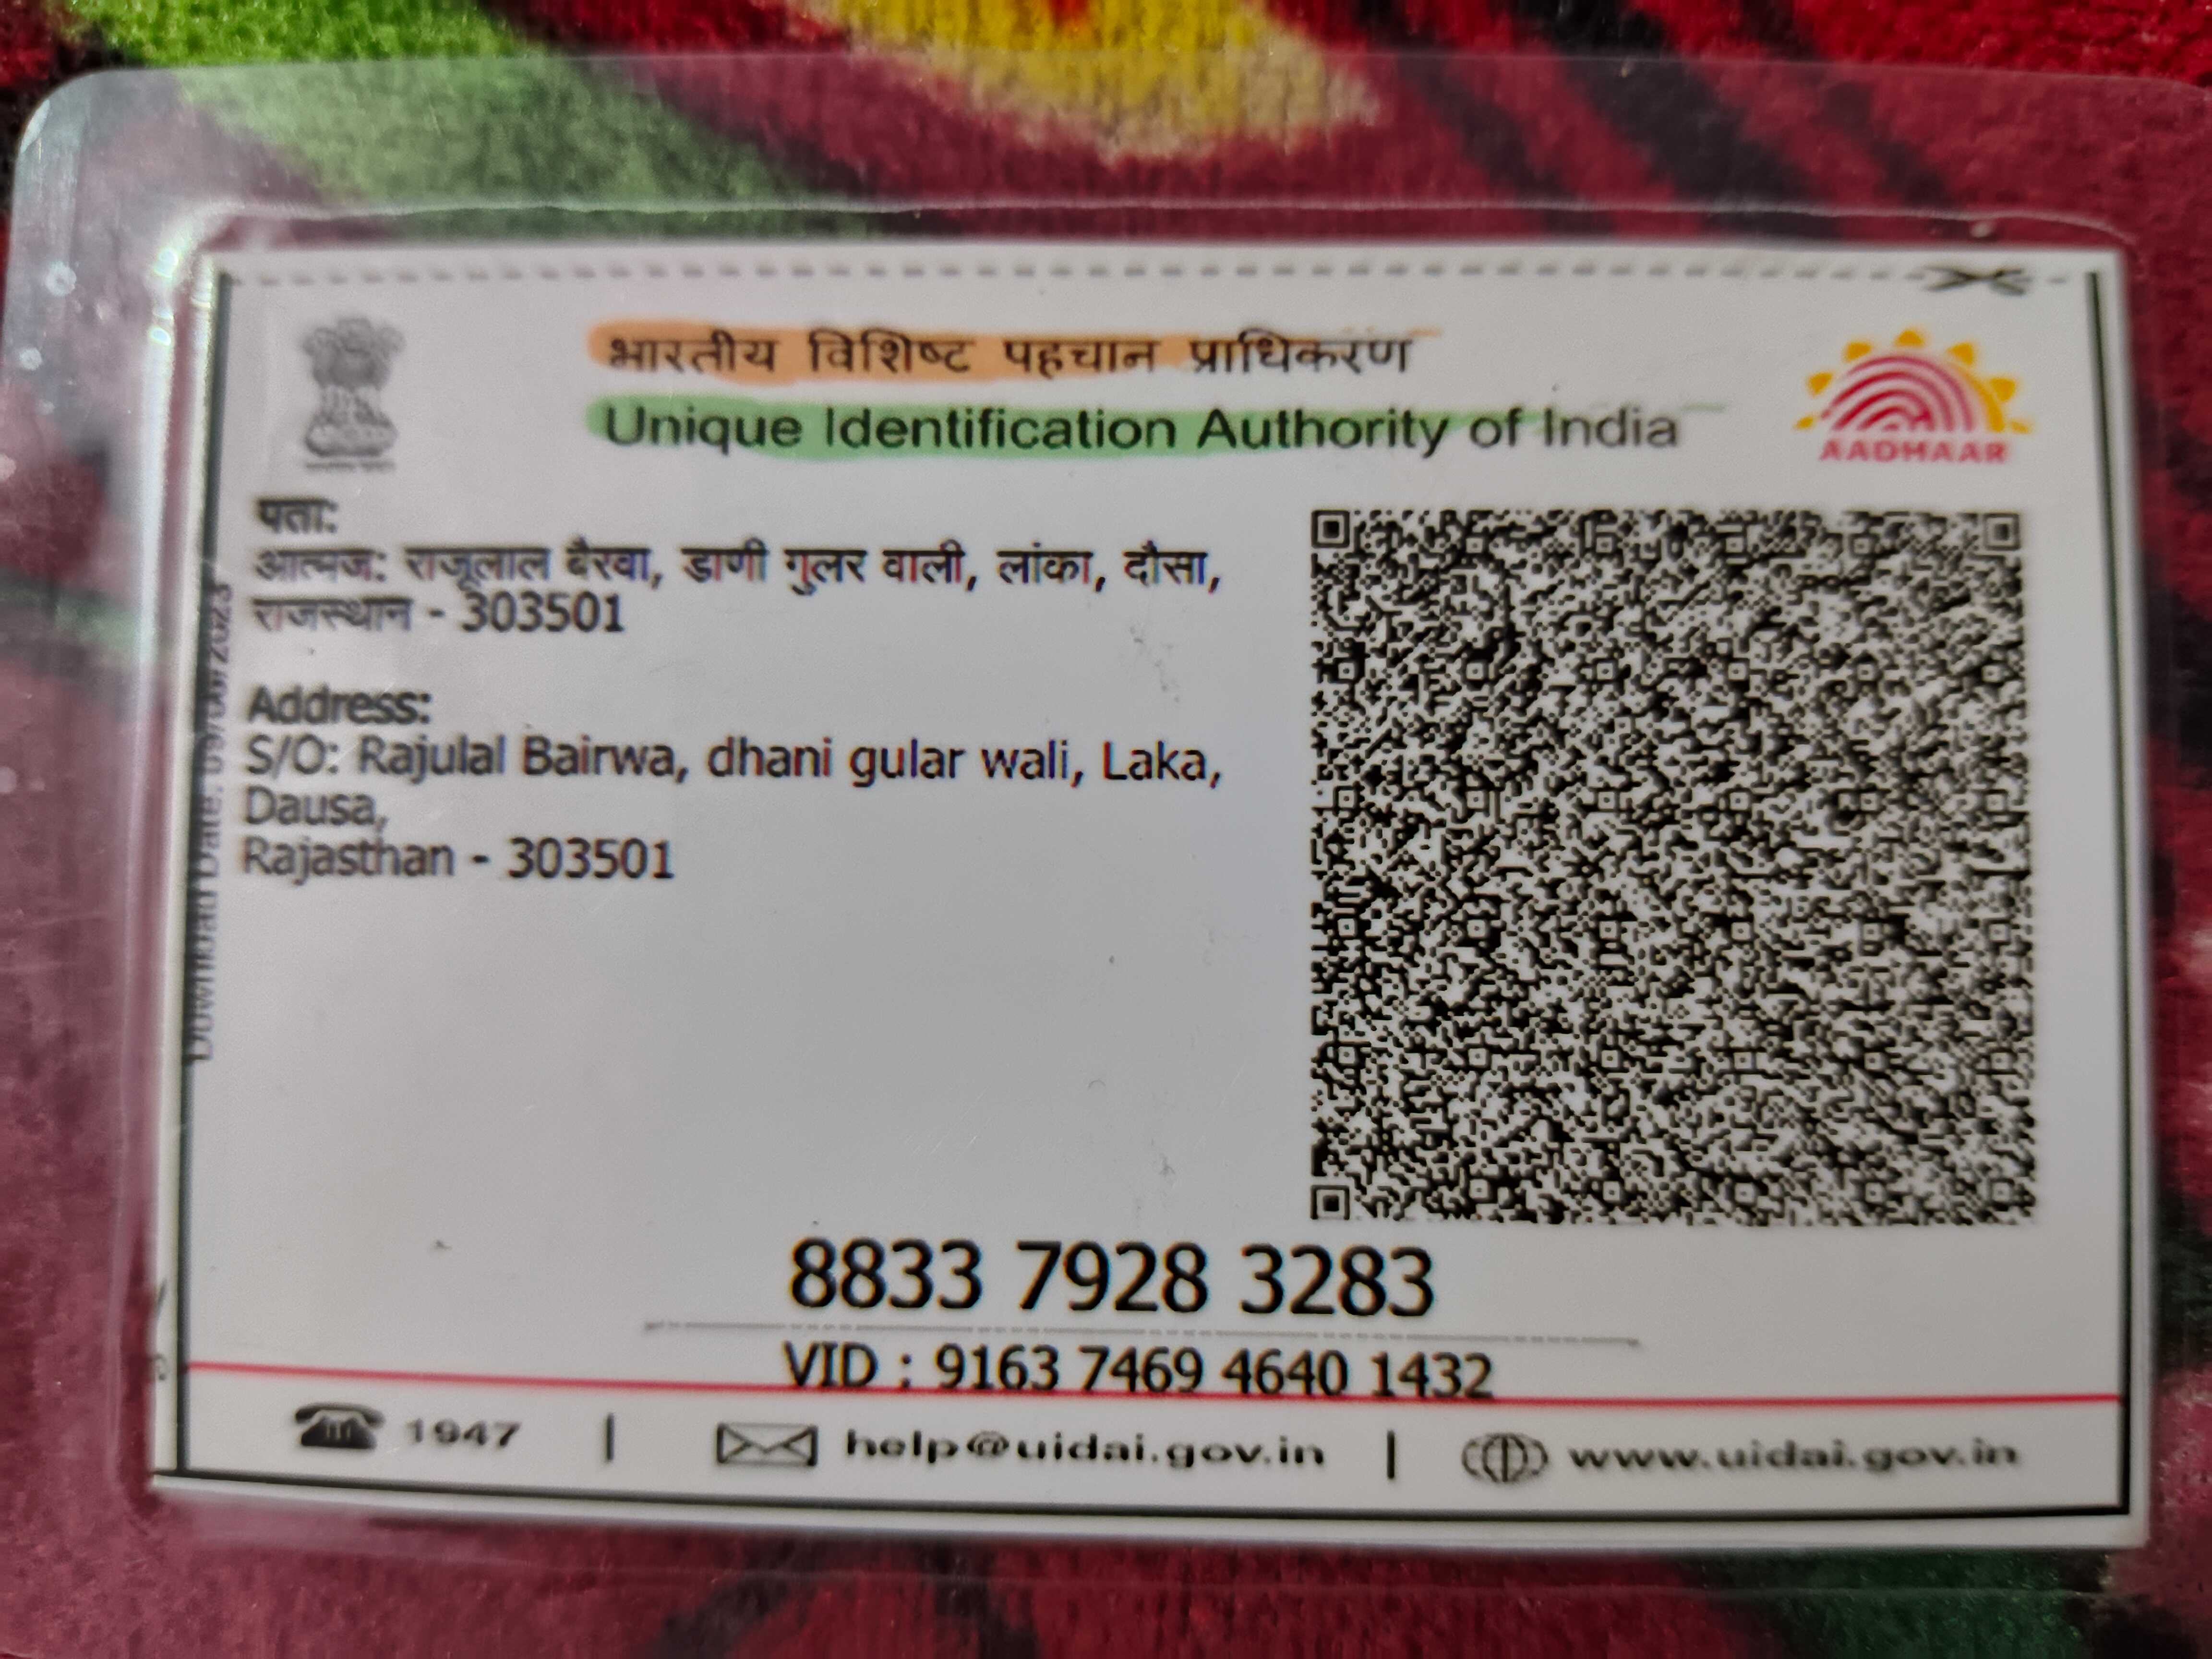 भारतीय विशिष्ट पहचान प्राधिकरण
Unique Identification Authority of India
AADHAAR
पता:
आत्मज: राजूलाल बैरवा, डाणी गुलर वाली, लांका, दौसा,
राजस्थान - 303501
Address:
S/O: Rajulal Bairwa, dhani gular wali, Laka,
Dausa,
Rajasthan - 303501
Download Date:
8833 7928 3283
VID : 9163 7469 4640 1432
1947 | help@uidai.gov.in | www.uidai.gov.in